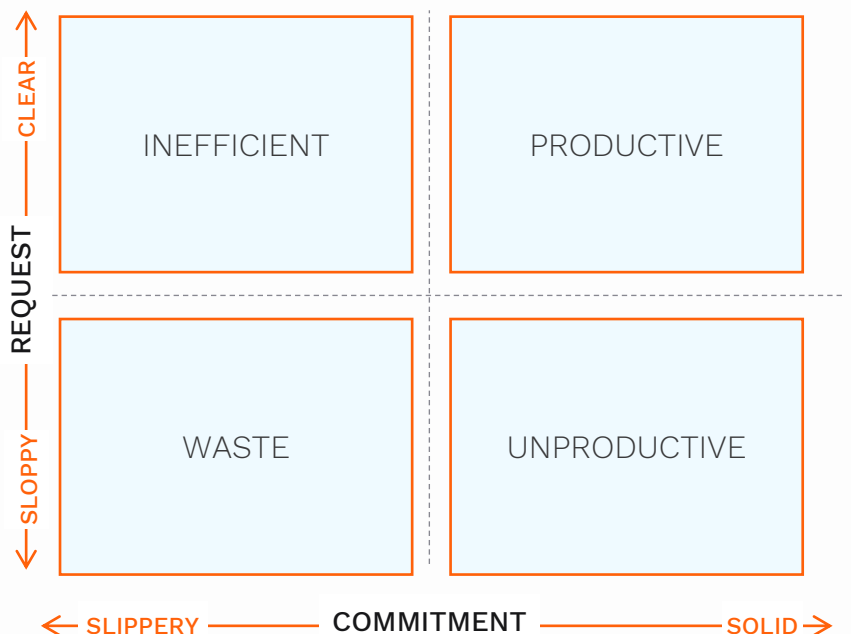 CLEAR
INEFFICIENT
PRODUCTIVE
REQUEST
SLOPPY
WASTE
UNPRODUCTIVE
SLIPPERY
COMMITMENT
SOLID